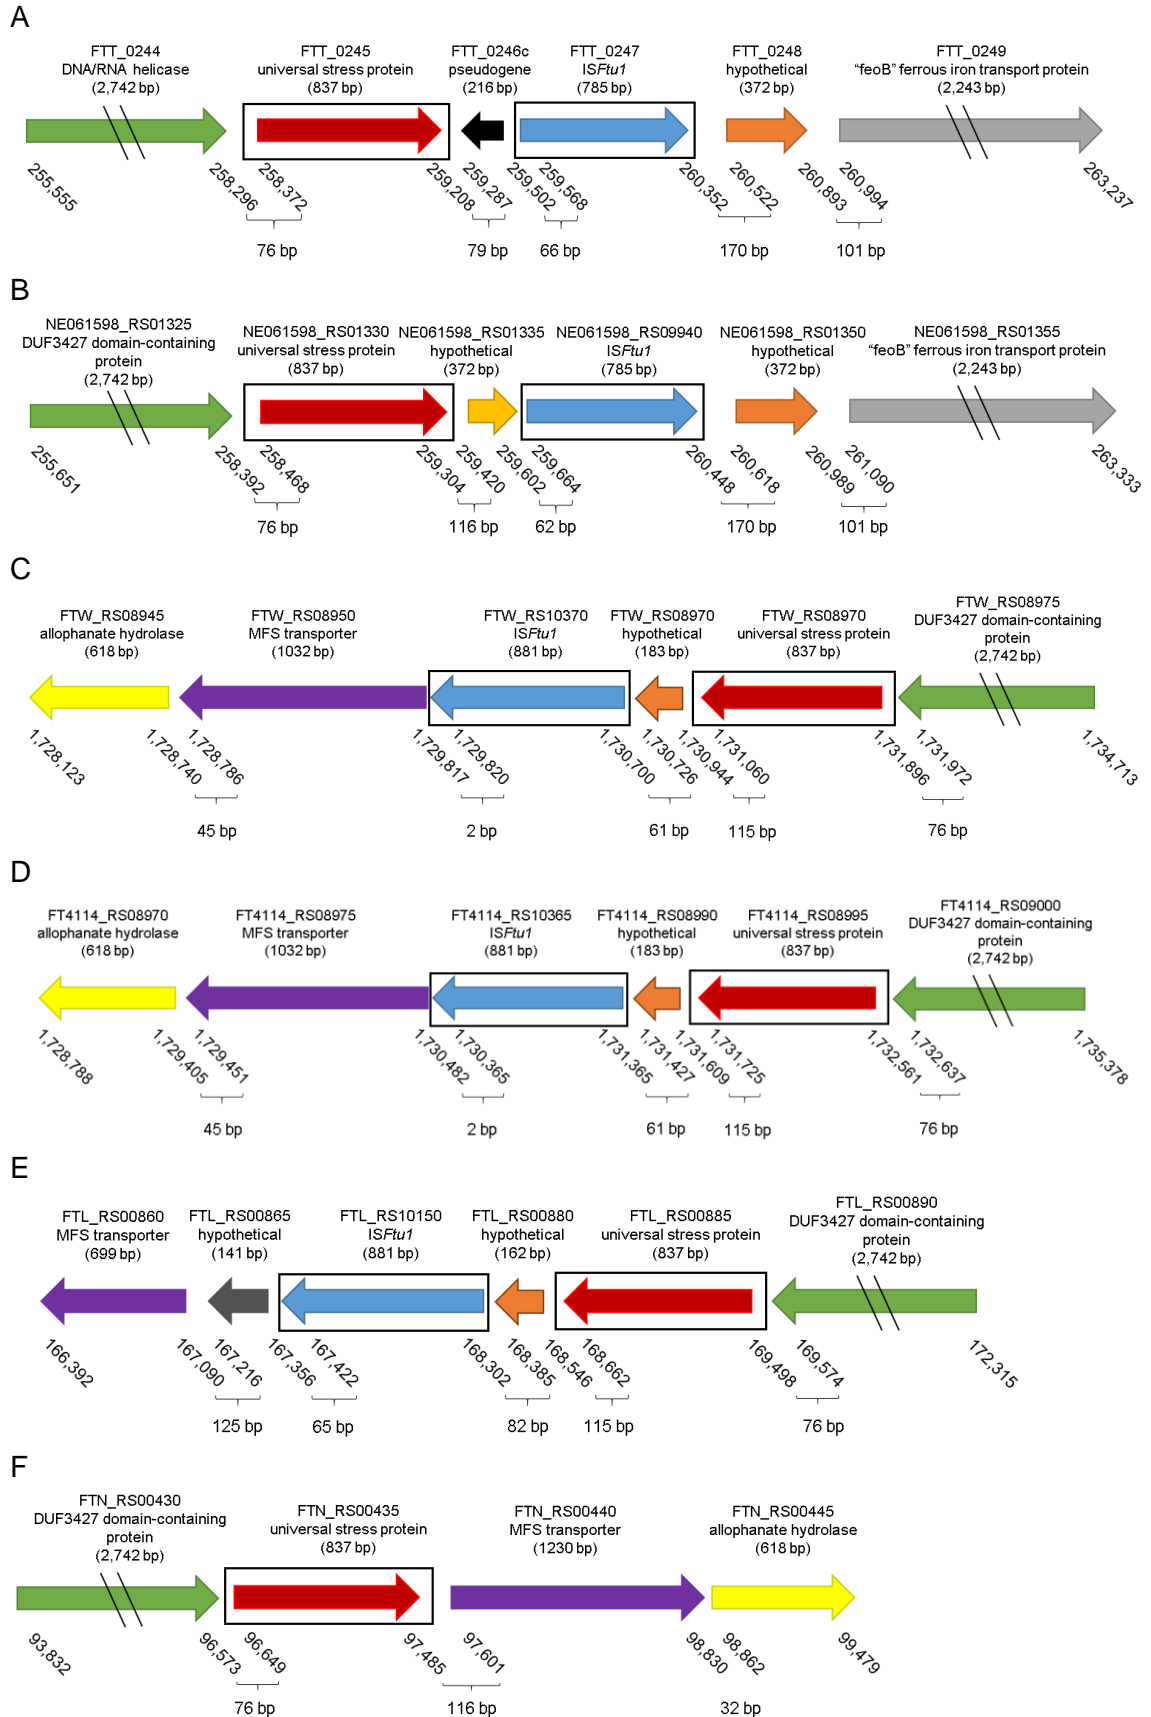 A
FTT_0244
DNA/RNA helicase
(2,742 bp)
FTT_0245
universal stress protein
(837 bp)
FTT_0246c
pseudogene
(216 bp)
FTT_0247
ISFtu1
(785 bp)
FTT_0248
hypothetical
(372 bp)
FTT_0249
“feoB” ferrous iron transport protein
(2,243 bp)
255,555
258,296
258,372
259,208
259,287
259,502
259,568
260,352
260,522
260,893
260,994
263,237
76 bp
79 bp
66 bp
170 bp
101 bp
B
NE061598_RS01325
DUF3427 domain-containing
protein
(2,742 bp)
NE061598_RS01330
universal stress protein
(837 bp)
NE061598_RS01335
hypothetical
(372 bp)
NE061598_RS09940
ISFtu1
(785 bp)
NE061598_RS01350
hypothetical
(372 bp)
NE061598_RS01355
“feoB” ferrous iron transport protein
(2,243 bp)
255,651
258,392
258,468
259,304
259,420
259,602
259,664
260,448
260,618
260,989
261,090
263,333
76 bp
116 bp
62 bp
170 bp
101 bp
C
FTW_RS08945
allophanate hydrolase
(618 bp)
FTW_RS08950
MFS transporter
(1032 bp)
FTW_RS10370
ISFtu1
(881 bp)
FTW_RS08970
hypothetical
(183 bp)
FTW_RS08970
universal stress protein
(837 bp)
FTW_RS08975
DUF3427 domain-containing
protein
(2,742 bp)
1,728,123
1,728,740
1,728,786
1,729,817
1,729,820
1,730,700
1,730,726
1,730,944
1,731,060
1,731,896
1,731,972
1,734,713
45 bp
2 bp
61 bp
115 bp
76 bp
D
FT4114_RS08970
allophanate hydrolase
(618 bp)
FT4114_RS08975
MFS transporter
(1032 bp)
FT4114_RS10365
ISFtu1
(881 bp)
FT4114_RS08990
hypothetical
(183 bp)
FT4114_RS08995
universal stress protein
(837 bp)
FT4114_RS09000
DUF3427 domain-containing
protein
(2,742 bp)
1,728,788
1,729,405
1,729,451
1,730,482
1,730,365
1,731,365
1,731,427
1,731,609
1,731,725
1,732,561
1,732,637
1,735,378
45 bp
2 bp
61 bp
115 bp
76 bp
E
FTL_RS00860
MFS transporter
(699 bp)
FTL_RS00865
hypothetical
(141 bp)
FTL_RS10150
ISFtu1
(881 bp)
FTL_RS00880
hypothetical
(162 bp)
FTL_RS00885
universal stress protein
(837 bp)
FTL_RS00890
DUF3427 domain-containing
protein
(2,742 bp)
166,392
167,090
167,216
167,356
167,422
168,302
168,385
168,546
168,662
169,498
169,574
172,315
125 bp
65 bp
82 bp
115 bp
76 bp
F
FTN_RS00430
DUF3427 domain-containing
protein
(2,742 bp)
FTN_RS00435
universal stress protein
(837 bp)
FTN_RS00440
MFS transporter
(1230 bp)
FTN_RS00445
allophanate hydrolase
(618 bp)
93,832
96,573
96,649
97,485
97,601
98,830
98,862
99,479
76 bp
116 bp
32 bp